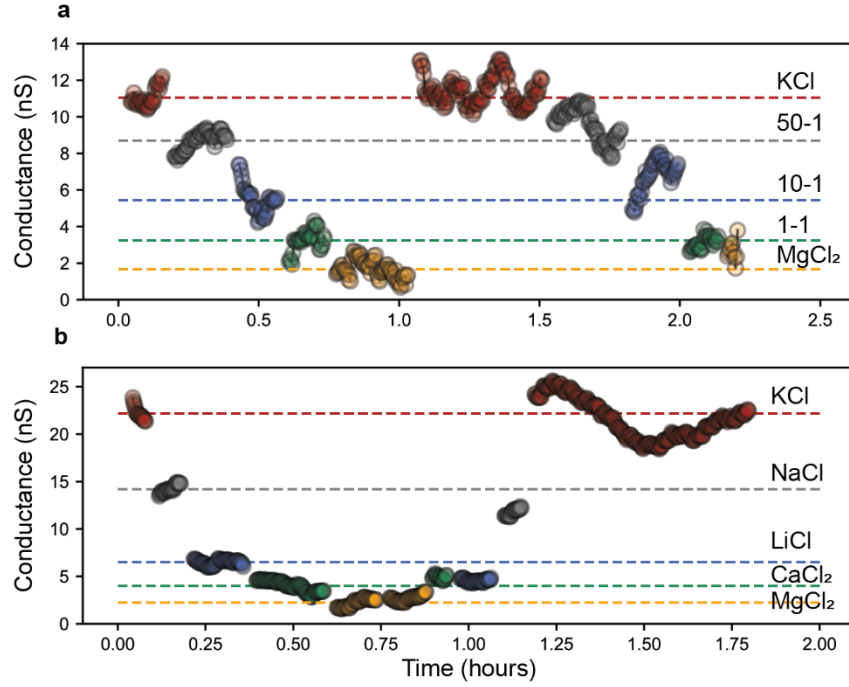 a
14
12
10
8
6
4
2
0
Conductance (nS)
KCl
50-1
10-1
1-1
MgCl₂
0.0 0.5 1.0 1.5 2.0 2.5
b
25
20
15
10
5
0
Conductance (nS)
KCl
NaCl
LiCl
CaCl₂
MgCl₂
0.00 0.25 0.50 0.75 1.00 1.25 1.50 1.75 2.00
Time (hours)